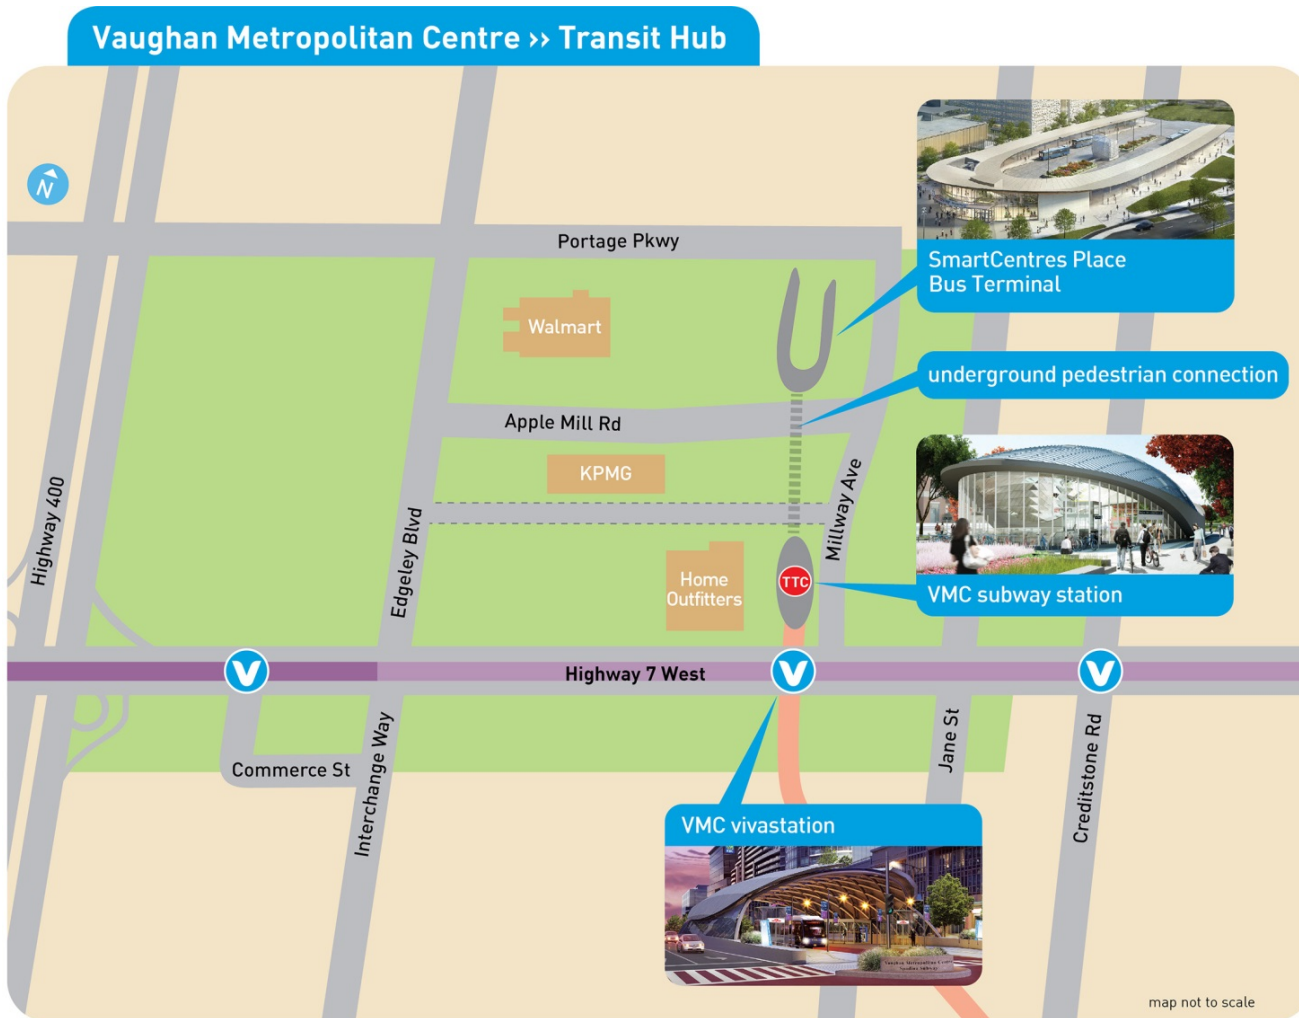 Vaughan Metropolitan Centre ›› Transit Hub
N
Portage Pkwy
SmartCentres Place
Bus Terminal
Walmart
underground pedestrian connection
Apple Mill Rd
KPMG
Millway Ave
Highway 400
Edgeley Blvd
Home
Outfitters
TTC
VMC subway station
V
Highway 7 West
V
V
Commerce St
Interchange Way
Jane St
Creditstone Rd
VMC vivastation
map not to scale